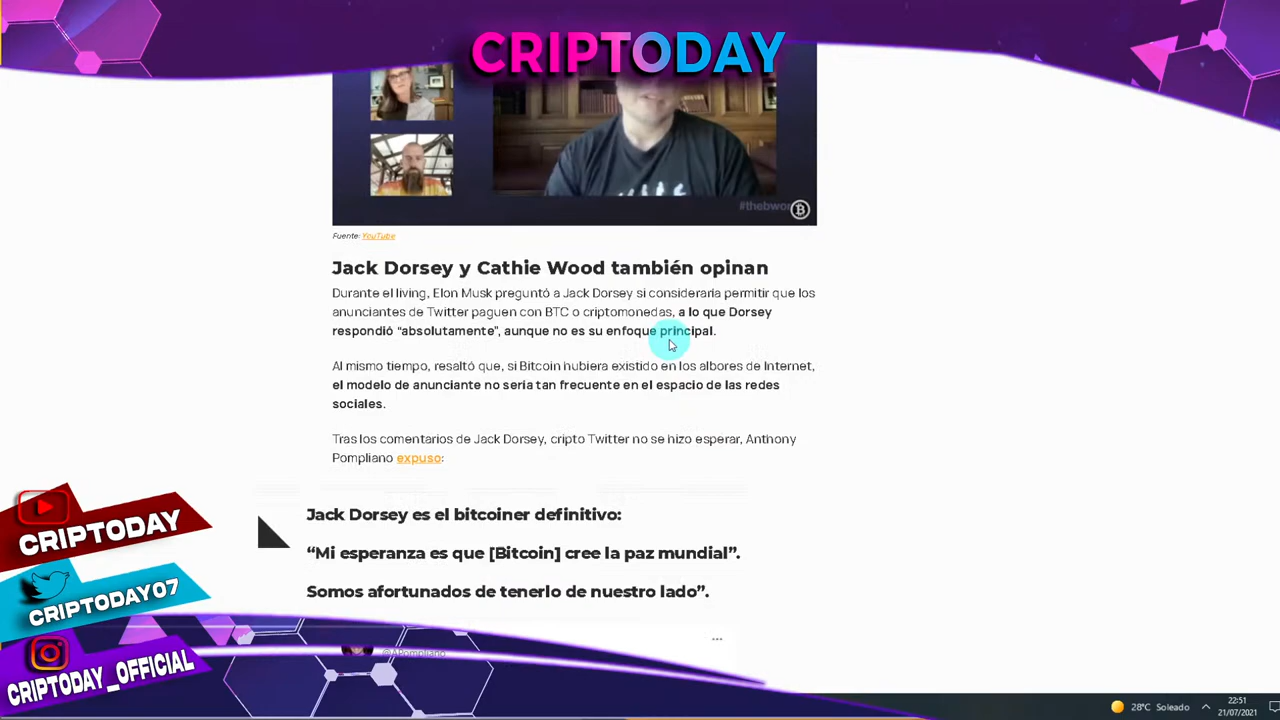 CRIPTODAY
#thebwor
Fuente: YouTube
Jack Dorsey y Cathie Wood también opinan
Durante el living, Elon Musk preguntó a Jack Dorsey si consideraría permitir que los
anunciantes de Twitter paguen con BTC o criptomonedas, a lo que Dorsey
respondió “absolutamente”, aunque no es su enfoque principal.
Al mismo tiempo, resaltó que, si Bitcoin hubiera existido en los albores de Internet,
el modelo de anunciante no sería tan frecuente en el espacio de las redes
sociales.
Tras los comentarios de Jack Dorsey, cripto Twitter no se hizo esperar, Anthony
Pompliano expuso:
Jack Dorsey es el bitcoiner definitivo:
“Mi esperanza es que [Bitcoin] cree la paz mundial”.
Somos afortunados de tenerlo de nuestro lado”.
@APompliano
CRIPTODAY
CRIPTODAY07
CRIPTODAY_OFFICIAL
28°C Soleado
22:51
21/07/2021